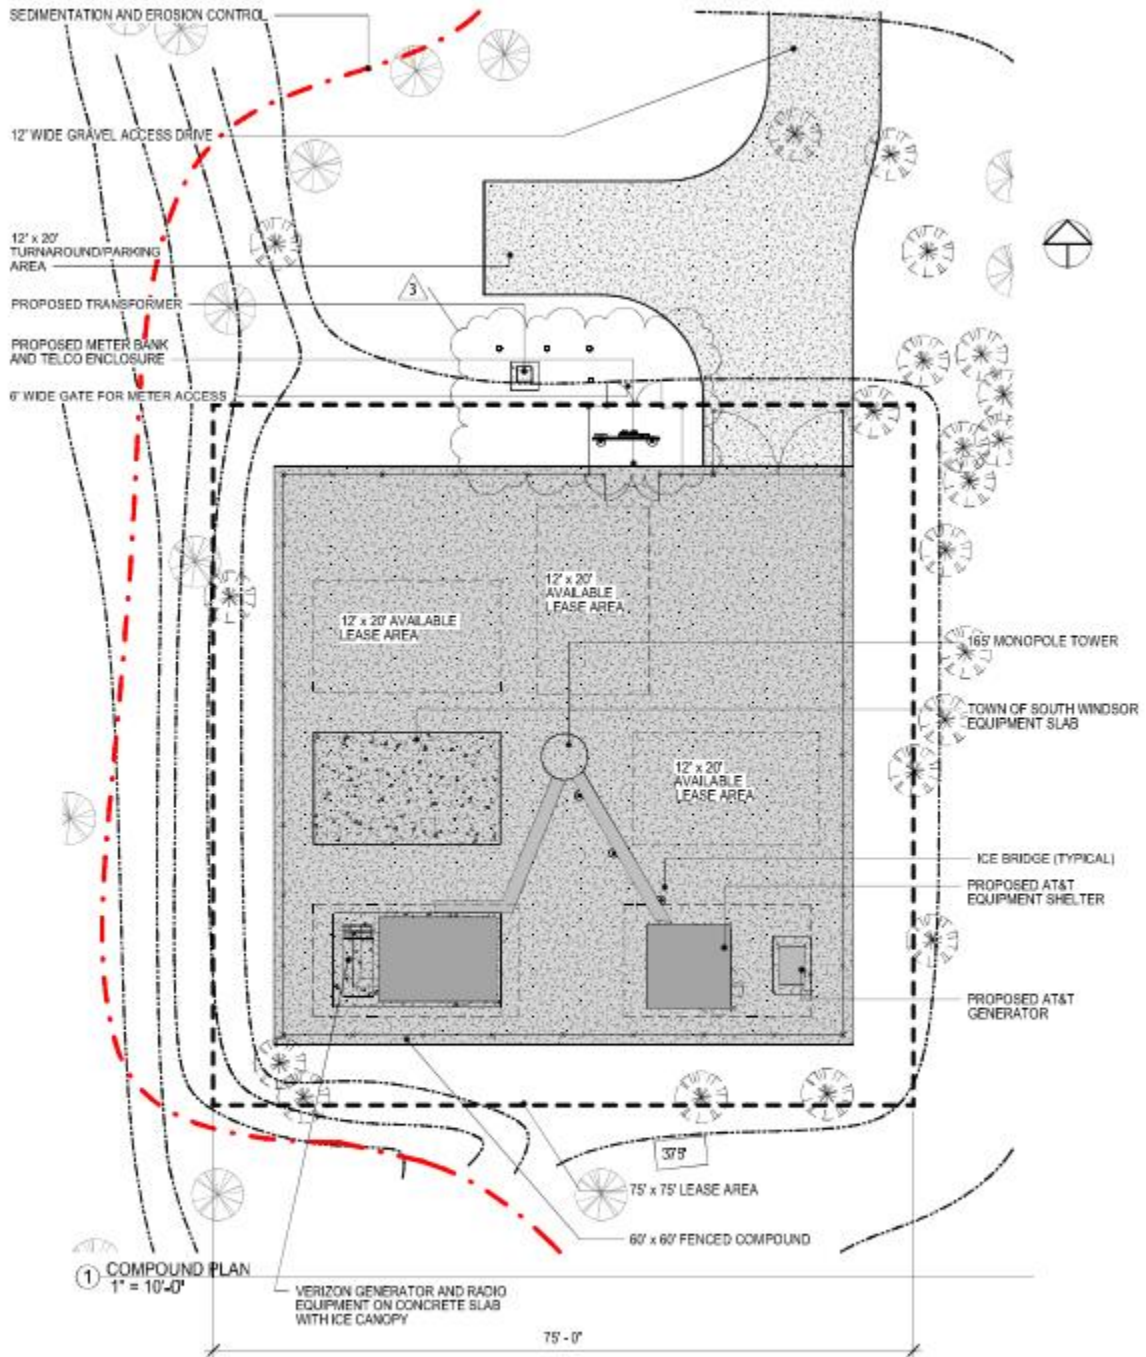 SEDIMENTATION AND EROSION CONTROL
12' WIDE GRAVEL ACCESS DRIVE
12' x 20'
TURNAROUND/PARKING
AREA
3
PROPOSED TRANSFORMER
PROPOSED METER BANK
AND TELCO ENCLOSURE
6' WIDE GATE FOR METER ACCESS
12' x 20'
AVAILABLE
LEASE AREA
12' x 20' AVAILABLE
LEASE AREA
165' MONOPOLE TOWER
TOWN OF SOUTH WINDSOR
EQUIPMENT SLAB
12' x 20'
AVAILABLE
LEASE AREA
ICE BRIDGE (TYPICAL)
PROPOSED AT&T
EQUIPMENT SHELTER
PROPOSED AT&T
GENERATOR
375'
75' x 75' LEASE AREA
60' x 60' FENCED COMPOUND
1 COMPOUND PLAN
1" = 10'-0"
VERIZON GENERATOR AND RADIO
EQUIPMENT ON CONCRETE SLAB
WITH ICE CANOPY
75' - 0"